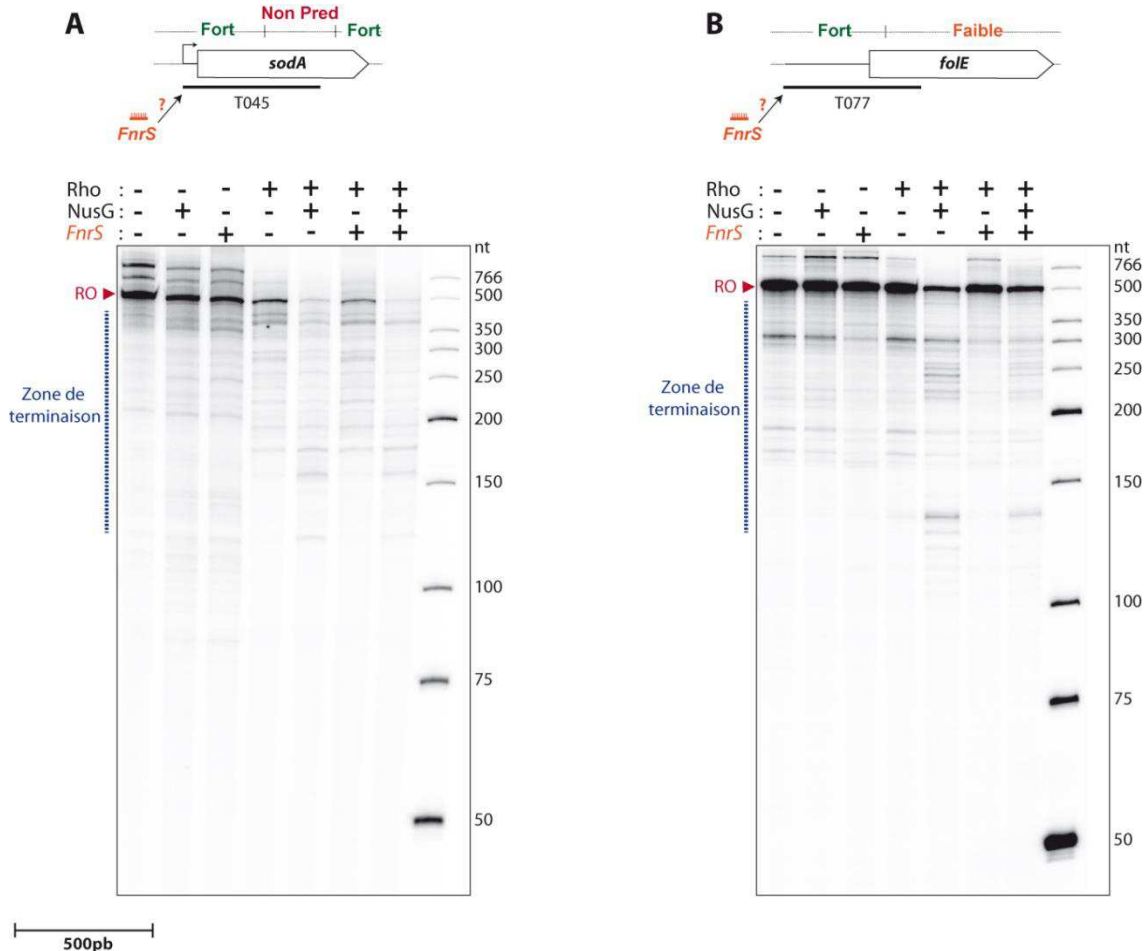 A
Non Pred
Fort
Fort
sodA
T045
?
FnrS
Rho : - - - + + + +
NusG : - + - - + - +
FnrS : - - + - - + +
nt
RO
766
500
350
300
250
Zone de
terminaison
200
150
100
75
50
500pb
B
Fort
Faible
folE
T077
?
FnrS
Rho : - - - + + + +
NusG : - + - - + - +
FnrS : - - + - - + +
nt
RO
766
500
350
300
250
Zone de
terminaison
200
150
100
75
50